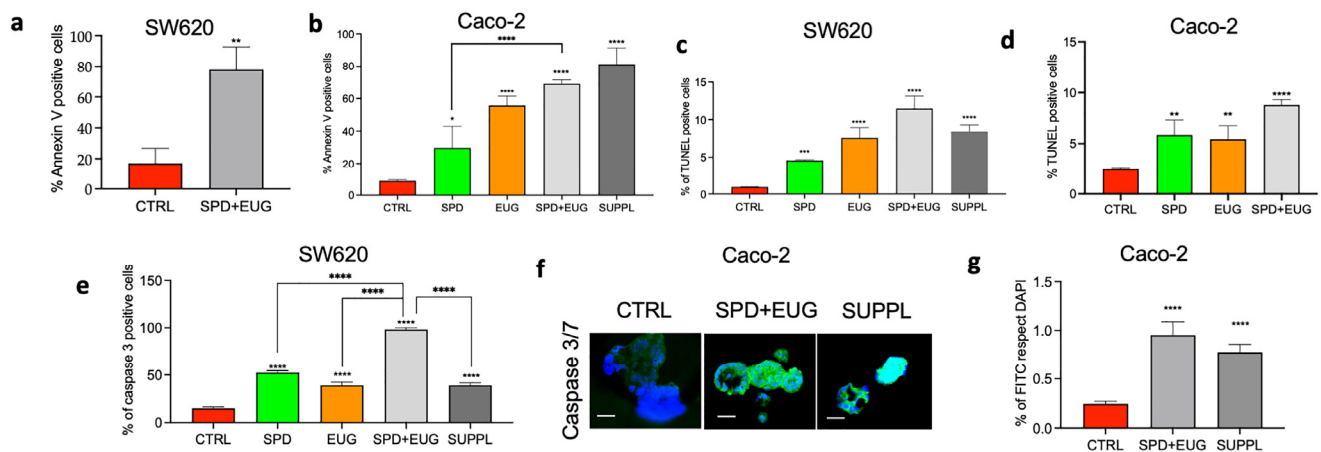 a
SW620
% Annexin V positive cells
100
80
60
40
20
0
**
CTRL
SPD+EUG
b
Caco-2
% Annexin V positive cells
100
80
60
40
20
0
****
*
****
****
****
CTRL
SPD
EUG
SPD+EUG
SUPPL
c
SW620
% of TUNEL positve cells
15
10
5
0
***
****
****
****
CTRL
SPD
EUG
SPD+EUG
SUPPL
d
Caco-2
% TUNEL positive cells
15
10
5
0
**
**
****
CTRL
SPD
EUG
SPD+EUG
e
SW620
% of caspase 3 positive cells
150
100
50
0
****
****
****
****
****
****
****
CTRL
SPD
EUG
SPD+EUG
SUPPL
f
Caco-2
CTRL
SPD+EUG
SUPPL
Caspase 3/7
g
Caco-2
% of FITC respect DAPI
1.5
1.0
0.5
0.0
****
****
CTRL
SPD+EUG
SUPPL